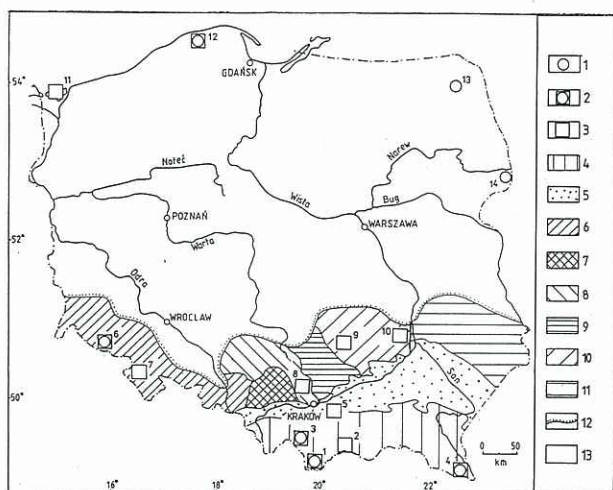 12
GDAŃSK
54°
11
13
Narew
Noteć
14
Wisła
Bug
POZNAŃ
WARSZAWA
Warta
52°
Odra
WROCŁAW
10
9
6
7
8
San
50°
KRAKÓW
5
3
2
1
4
0 50
km
16°
18°
20°
22°
1
2
3
4
5
6
7
8
9
10
11
12
13